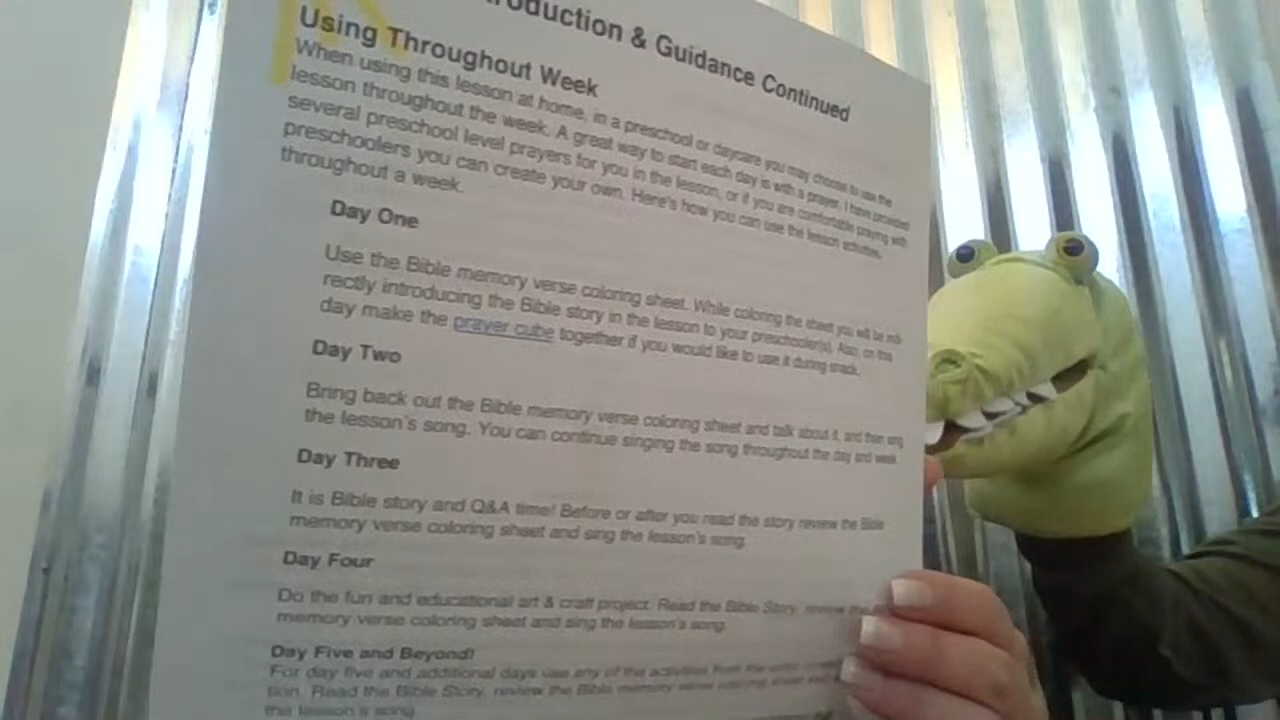 roduction & Guidance Continued
Using Throughout Week
When using this lesson at home, in a preschool or daycare you may choose to use the
lesson throughout the week. A great way to start each day is with a prayer. I have provided
several preschool level prayers for you in the lesson, or if you are comfortable praying with
preschoolers you can create your own. Here's how you can use the lesson activities
throughout a week.
Day One
Use the Bible memory verse coloring sheet. While coloring the sheet you will be indi-
rectly introducing the Bible story in the lesson to your preschooler(s). Also, on this
day make the prayer cube together if you would like to use it during snack.
Day Two
Bring back out the Bible memory verse coloring sheet and talk about it, and then sing
the lesson's song. You can continue singing the song throughout the day and week.
Day Three
It is Bible story and Q&A time! Before or after you read the story review the Bible
memory verse coloring sheet and sing the lesson's song.
Day Four
Do the fun and educational art & craft project. Read the Bible Story, review the
memory verse coloring sheet and sing the lesson's song.
Day Five and Beyond!
For day five and additional days use any of the activities from the
tion. Read the Bible Story, review the Bible memory verse coloring sheet
the lesson's song